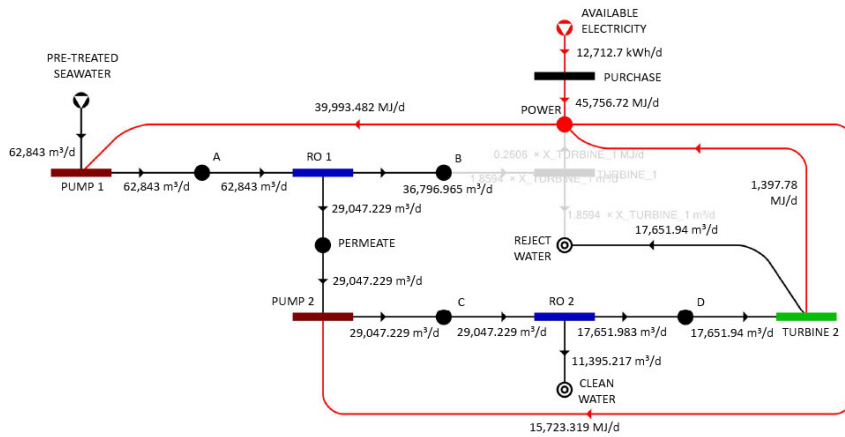 AVAILABLE
ELECTRICITY
12,712.7 kWh/d
PRE-TREATED
SEAWATER
PURCHASE
39,993.482 MJ/d
POWER
45,756.72 MJ/d
62,843 m³/d
A
RO 1
B
0.2606 × X_TURBINE_1 MJ/d
TURBINE_1
PUMP 1
62,843 m³/d
62,843 m³/d
36,796.965 m³/d
1.8594 × X_TURBINE_1 m³/d
1,397.78
MJ/d
29,047.229 m³/d
1.8594 × X_TURBINE_1 m³/d
17,651.94 m³/d
PERMEATE
REJECT
WATER
29,047.229 m³/d
PUMP 2
C
RO 2
D
29,047.229 m³/d
29,047.229 m³/d
17,651.983 m³/d
17,651.94 m³/d
TURBINE 2
11,395.217 m³/d
CLEAN
WATER
15,723.319 MJ/d